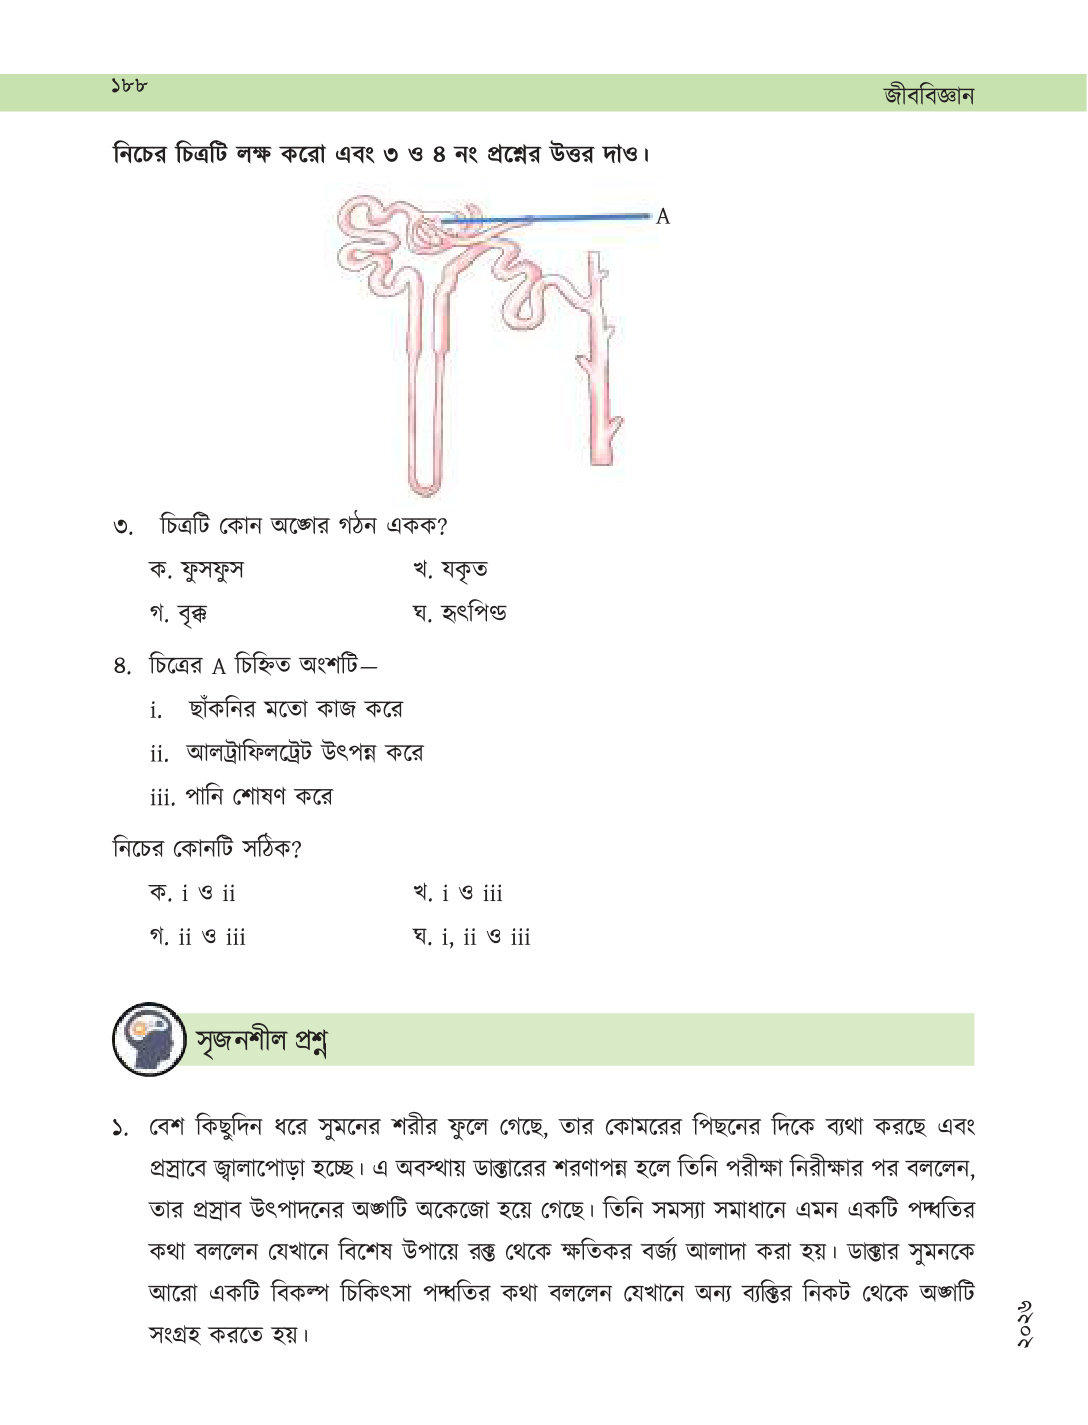 ১৮৮
জীববিজ্ঞান
নিচের চিত্রটি লক্ষ করো এবং ৩ ও ৪ নং প্রশ্নের উত্তর দাও।
A
৩. চিত্রটি কোন অঙ্গের গঠন একক?
ক. ফুসফুস খ. যকৃত
গ. বৃক্ক ঘ. হৃৎপিণ্ড
৪. চিত্রের A চিহ্নিত অংশটি—
i. ছাঁকনির মতো কাজ করে
ii. আলট্রাফিলট্রেট উৎপন্ন করে
iii. পানি শোষণ করে
নিচের কোনটি সঠিক?
ক. i ও ii খ. i ও iii
গ. ii ও iii ঘ. i, ii ও iii
সৃজনশীল প্রশ্ন
১. বেশ কিছুদিন ধরে সুমনের শরীর ফুলে গেছে, তার কোমরের পিছনের দিকে ব্যথা করছে এবং
প্রস্রাবে জ্বালাপোড়া হচ্ছে। এ অবস্থায় ডাক্তারের শরণাপন্ন হলে তিনি পরীক্ষা নিরীক্ষার পর বললেন,
তার প্রস্রাব উৎপাদনের অঙ্গটি অকেজো হয়ে গেছে। তিনি সমস্যা সমাধানে এমন একটি পদ্ধতির
কথা বললেন যেখানে বিশেষ উপায়ে রক্ত থেকে ক্ষতিকর বর্জ্য আলাদা করা হয়। ডাক্তার সুমনকে
আরো একটি বিকল্প চিকিৎসা পদ্ধতির কথা বললেন যেখানে অন্য ব্যক্তির নিকট থেকে অঙ্গটি
সংগ্রহ করতে হয়।
২০২৬